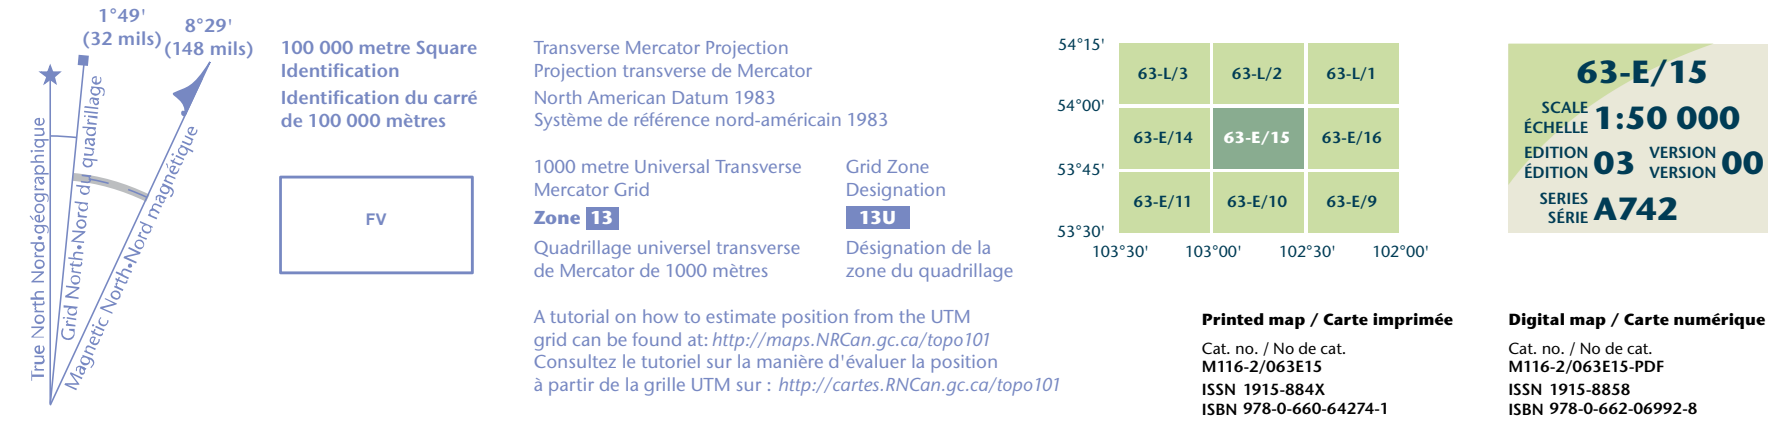 1°49'
(32 mils)
8°29'
(148 mils)
True North Nord•géographique
Grid North•Nord du quadrillage
Magnetic North•Nord magnétique
100 000 metre Square
Identification
Identification du carré
de 100 000 mètres
FV
Transverse Mercator Projection
Projection transverse de Mercator
North American Datum 1983
Système de référence nord-américain 1983
1000 metre Universal Transverse
Mercator Grid
Zone 13
Quadrillage universel transverse
de Mercator de 1000 mètres
Grid Zone
Designation
13U
Désignation de la
zone du quadrillage
A tutorial on how to estimate position from the UTM
grid can be found at: http://maps.NRCan.gc.ca/topo101
Consultez le tutoriel sur la manière d'évaluer la position
à partir de la grille UTM sur : http://cartes.RNCan.gc.ca/topo101
54°15'
63-L/3 63-L/2 63-L/1
54°00'
63-E/14 63-E/15 63-E/16
53°45'
63-E/11 63-E/10 63-E/9
53°30'
103°30' 103°00' 102°30' 102°00'
63-E/15
SCALE
ÉCHELLE 1:50 000
EDITION
ÉDITION 03 VERSION
VERSION 00
SERIES
SÉRIE A742
Printed map / Carte imprimée
Cat. no. / No de cat.
M116-2/063E15
ISSN 1915-884X
ISBN 978-0-660-64274-1
Digital map / Carte numérique
Cat. no. / No de cat.
M116-2/063E15-PDF
ISSN 1915-8858
ISBN 978-0-662-06992-8